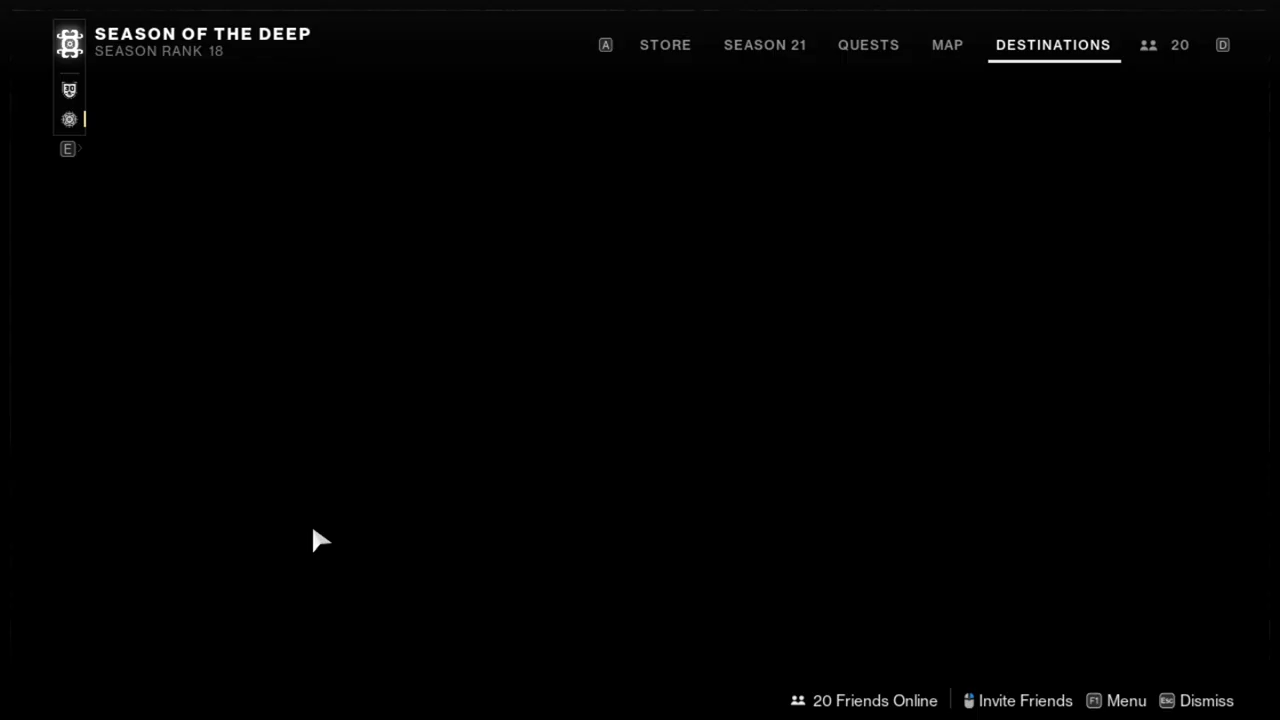 SEASON OF THE DEEP
SEASON RANK 18
A STORE SEASON 21 QUESTS MAP DESTINATIONS 20 D
30
E
20 Friends Online Invite Friends F1 Menu Esc Dismiss